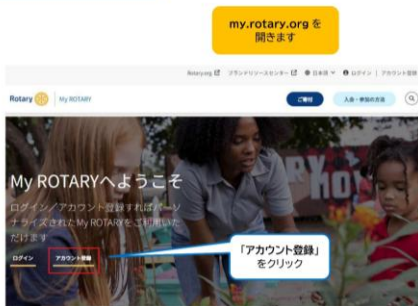 my.rotary.org を
開きます
Rotary.org ブランドリソースセンター 日本語 ログイン | アカウント登録
Rotary My ROTARY ご寄付 入会・参加の方法
My ROTARYへようこそ
ログイン／アカウント登録すればパーソ
ナライズされたMy ROTARYをご利用いた
だけます
ログイン アカウント登録
「アカウント登録」
をクリック